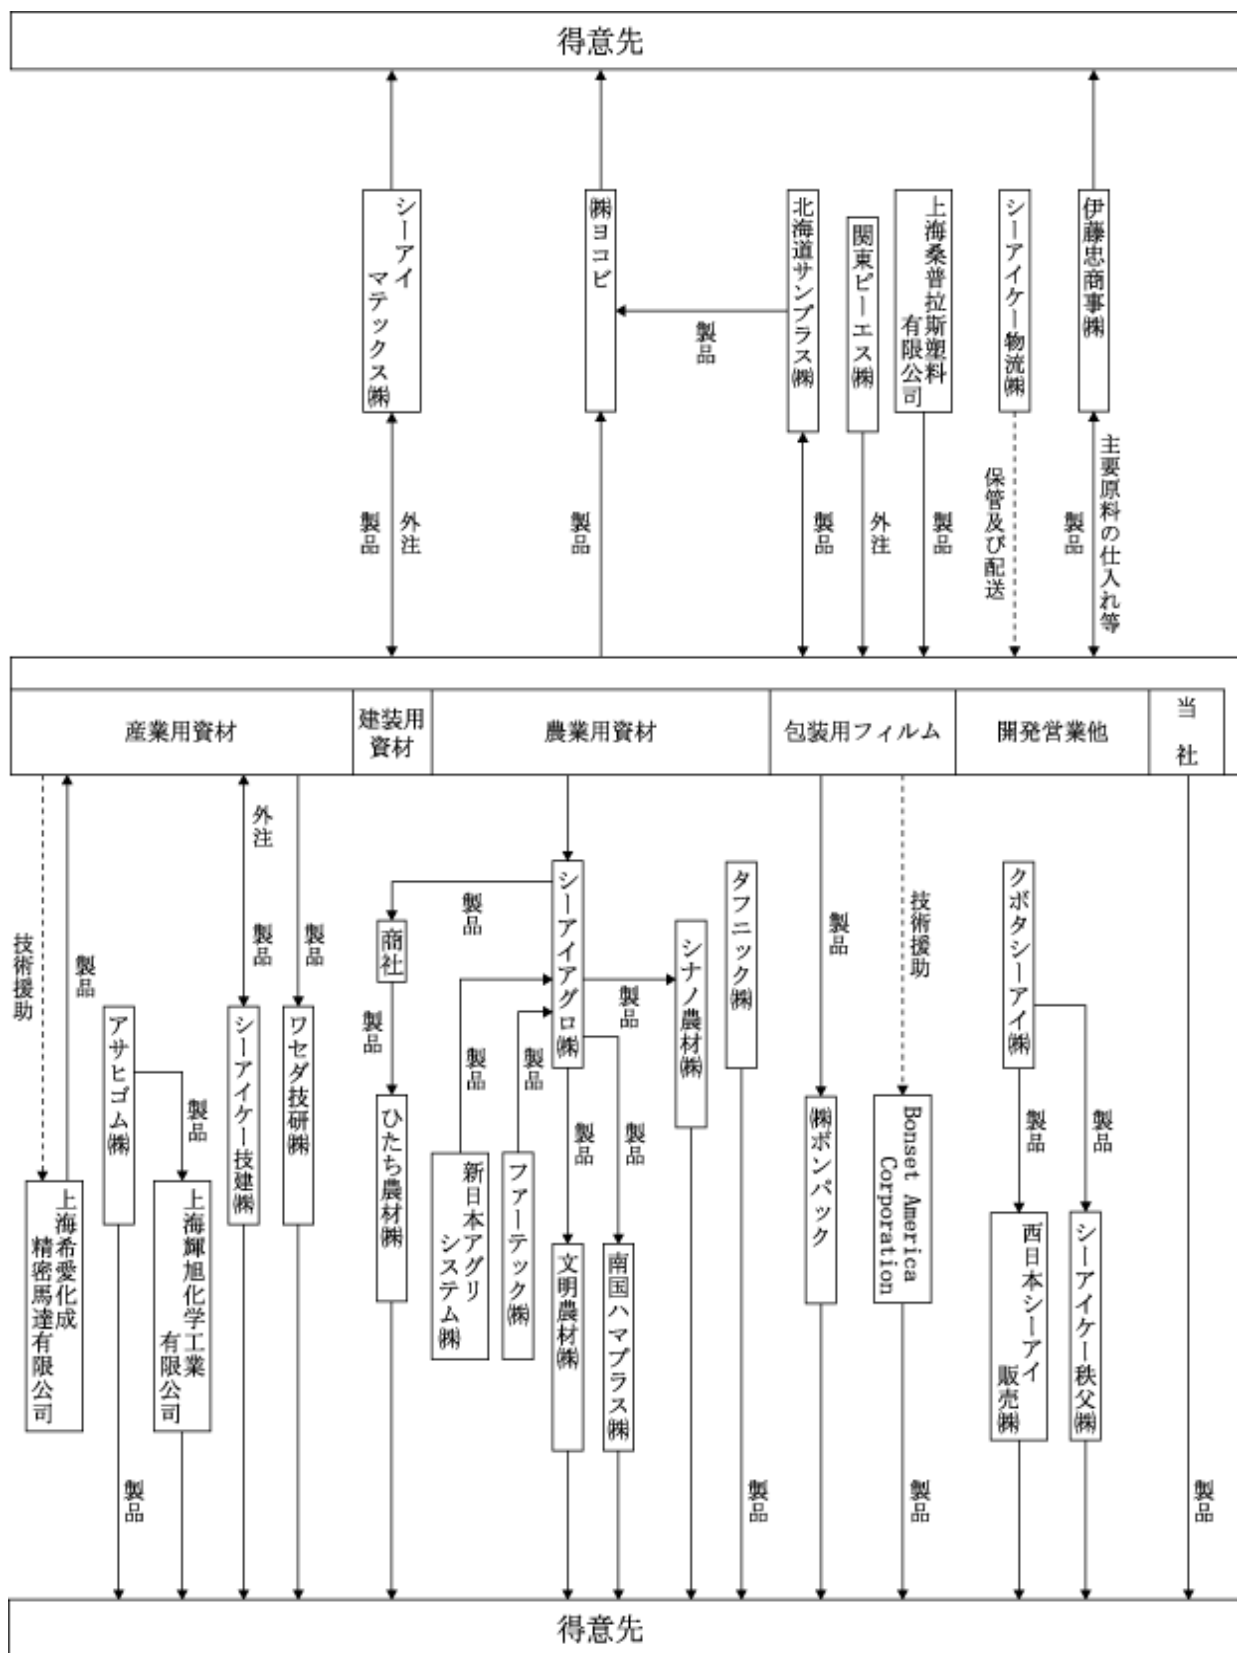 得意先
シーアイ
マテックス㈱
㈱ヨコビ
北海道サンプラス㈱
関東ピーエス㈱
上海桑普拉斯塑料
有限公司
シーアイケー物流㈱
伊藤忠商事㈱
製品
製品
外注
製品
製品
外注
製品
保管及び配送
製品
主要原料の仕入れ等
産業用資材
建装用
資材
農業用資材
包装用フィルム
開発営業他
当社
技術援助
製品
外注
製品
製品
アサヒゴム㈱
製品
シーアイケー技建㈱
ワセダ技研㈱
上海希愛化成
精密馬達有限公司
上海輝旭化学工業
有限公司
製品
商社
製品
ひたち農材㈱
製品
シーアイアグロ㈱
製品
製品
製品
シナノ農材㈱
タフニック㈱
新日本アグリ
システム㈱
ファーテック㈱
製品
製品
文明農材㈱
南国ハマプラス㈱
製品
製品
㈱ボンパック
技術援助
Bonset America
Corporation
製品
クボタシーアイ㈱
製品
製品
西日本シーアイ
販売㈱
シーアイケー秩父㈱
製品
得意先